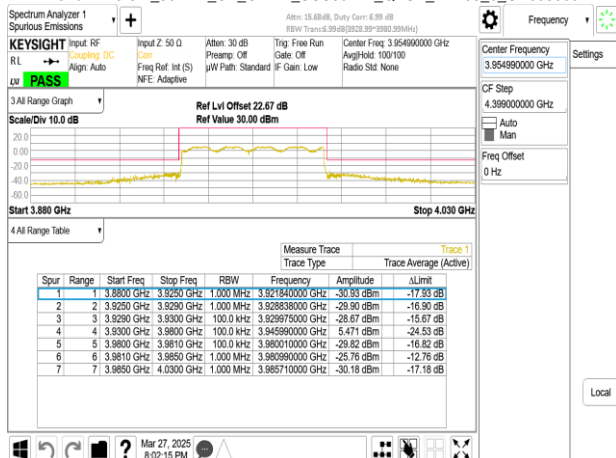 Spectrum Analyzer 1
Spurious Emissions
+
Attn: 15.68dB, Duty Corr: 6.99 dB
RBW Trans:6.99dB(3928.99~3980.99MHz)
Frequency
KEYSIGHT
RL
LXI
PASS
Input: RF
Coupling: DC
Align: Auto
Input Z: 50 Ω
Corr
Freq Ref: Int (S)
NFE: Adaptive
Atten: 30 dB
Preamp: Off
µW Path: Standard
Trig: Free Run
Gate: Off
IF Gain: Low
Center Freq: 3.954990000 GHz
Avg|Hold: 100/100
Radio Std: None
Center Frequency
3.954990000 GHz
Settings
CF Step
4.399000000 GHz
Auto
Man
Freq Offset
0 Hz
3 All Range Graph
Scale/Div 10.0 dB
Ref Lvl Offset 22.67 dB
Ref Value 30.00 dBm
20.0
0.00
-20.0
-40.0
-60.0
Start 3.880 GHz
Stop 4.030 GHz
4 All Range Table
Measure Trace Trace 1
Trace Type Trace Average (Active)
Spur Range Start Freq Stop Freq RBW Frequency Amplitude ΔLimit
1 1 3.8800 GHz 3.9250 GHz 1.000 MHz 3.921840000 GHz -30.93 dBm -17.93 dB
2 2 3.9250 GHz 3.9290 GHz 1.000 MHz 3.928838000 GHz -29.90 dBm -16.90 dB
3 3 3.9290 GHz 3.9300 GHz 100.0 kHz 3.929975000 GHz -28.67 dBm -15.67 dB
4 4 3.9300 GHz 3.9800 GHz 100.0 kHz 3.945990000 GHz 5.471 dBm -24.53 dB
5 5 3.9800 GHz 3.9810 GHz 100.0 kHz 3.980010000 GHz -29.82 dBm -16.82 dB
6 6 3.9810 GHz 3.9850 GHz 1.000 MHz 3.980990000 GHz -25.76 dBm -12.76 dB
7 7 3.9850 GHz 4.0300 GHz 1.000 MHz 3.985710000 GHz -30.18 dBm -17.18 dB
Local
?
Mar 27, 2025
8:02:15 PM